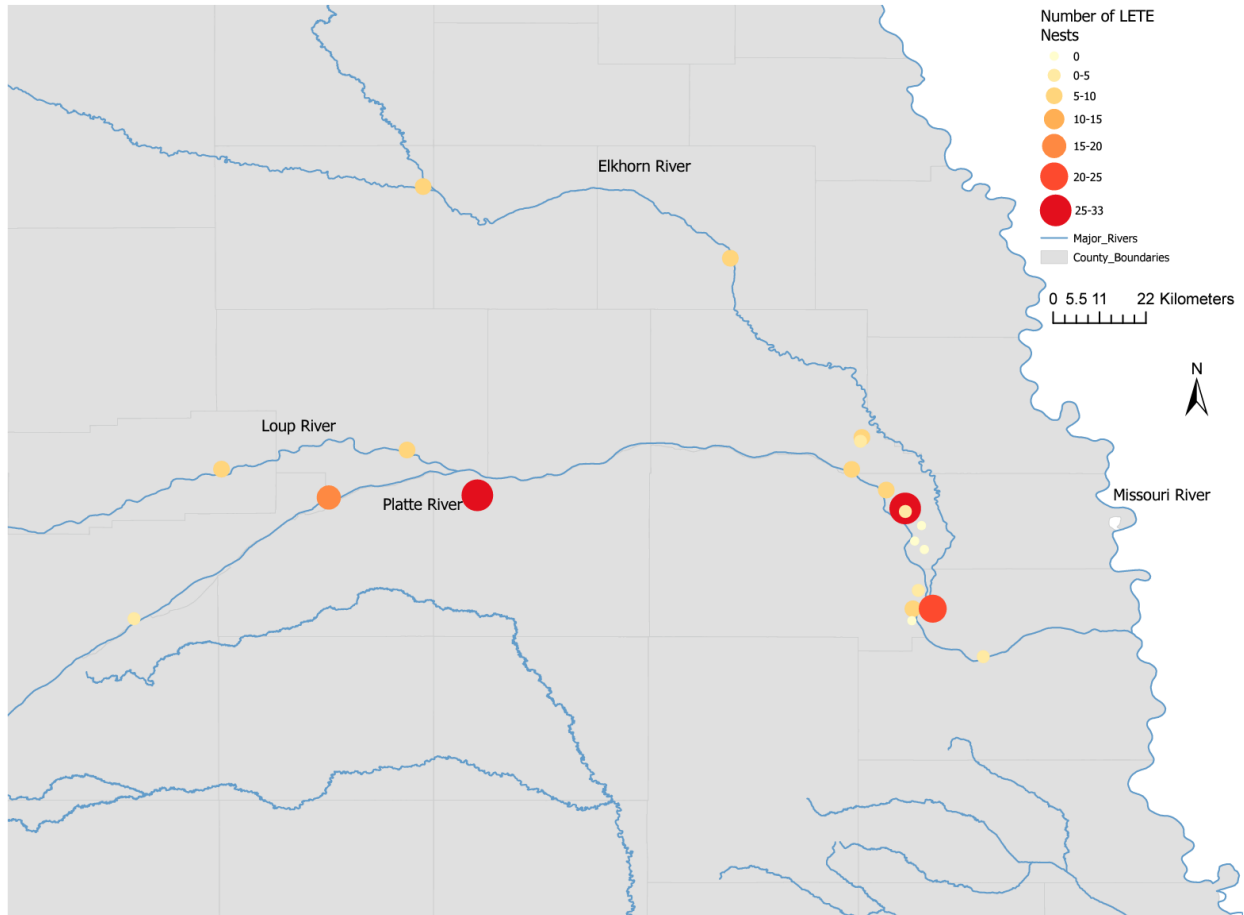 Number of LETE
Nests
0
0-5
5-10
10-15
15-20
20-25
25-33
Major_Rivers
County_Boundaries
0 5.5 11 22 Kilometers
N
Elkhorn River
Loup River
Platte River
Missouri River